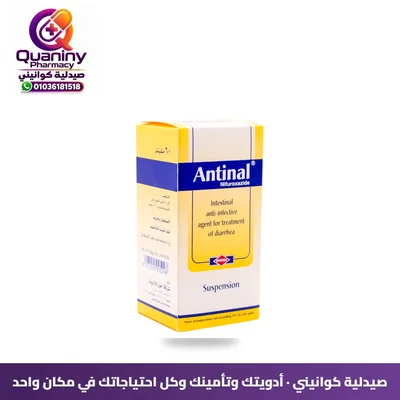 Quaniny
Pharmacy
صيدلية كوانيني
01036181518
Antinal®
Nifuroxazide
Intestinal
anti-infective
agent for treatment
of diarrhea
Suspension
صيدلية كوانيني · أدويتك وتأمينك وكل احتياجاتك في مكان واحد